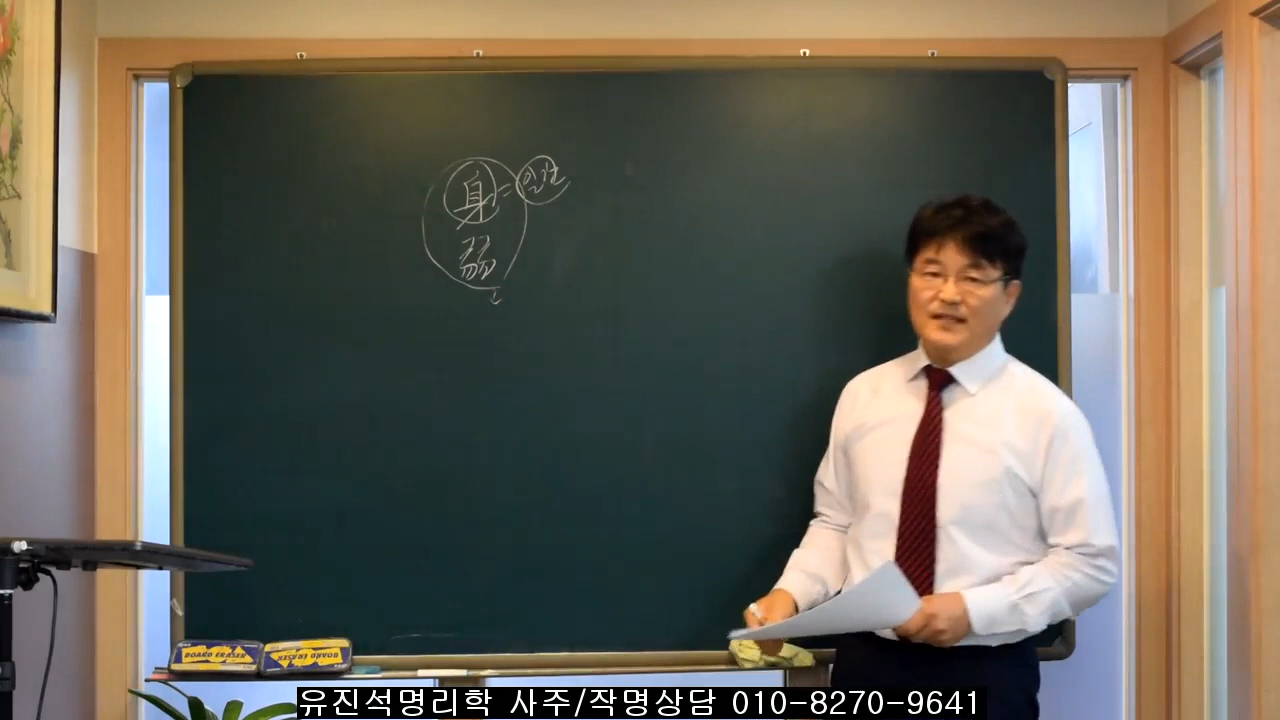 身 = 일간
弱
BOARD ERASER BOARD ERASER
유진석명리학 사주/작명상담 010-8270-9641